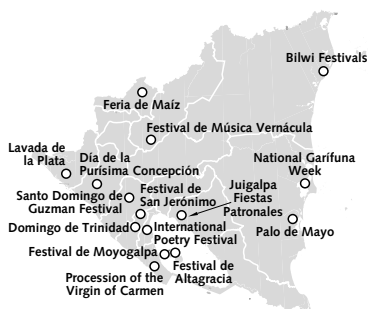 Bilwi Festivals
Feria de Maíz
Festival de Música Vernácula
Lavada de
la Plata
Día de la
Purísima Concepción
National Garífuna
Week
Santo Domingo de
Guzman Festival
Festival de
San Jerónimo
Juigalpa
Fiestas
Patronales
Domingo de Trinidad
International
Poetry Festival
Palo de Mayo
Festival de Moyogalpa
Festival de
Altagracia
Procession of the
Virgin of Carmen